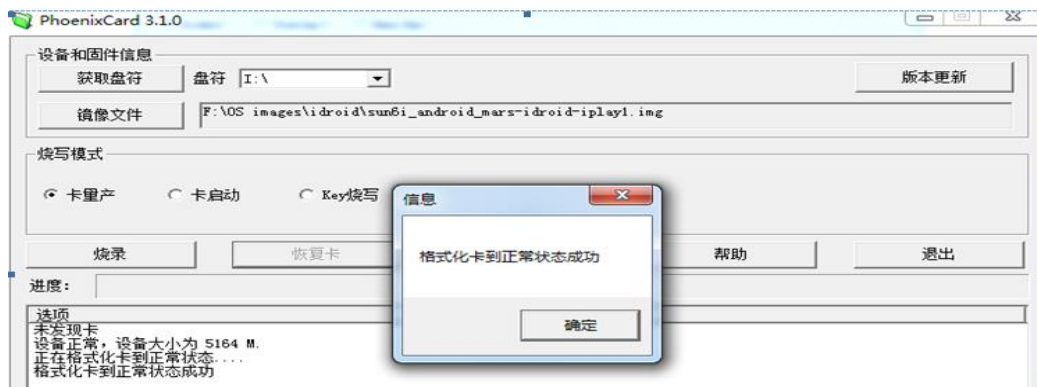 PhoenixCard 3.1.0
设备和固件信息
获取盘符 盘符 I:\ 版本更新
镜像文件 F:\OS images\idroid\sun6i_android_mars-idroid-iplay1.img
烧写模式
卡量产 卡启动 Key烧写
信息
格式化卡到正常状态成功
确定
烧录 恢复卡 帮助 退出
进度：
选项
未发现卡
设备正常，设备大小为 5164 M.
正在格式化卡到正常状态....
格式化卡到正常状态成功